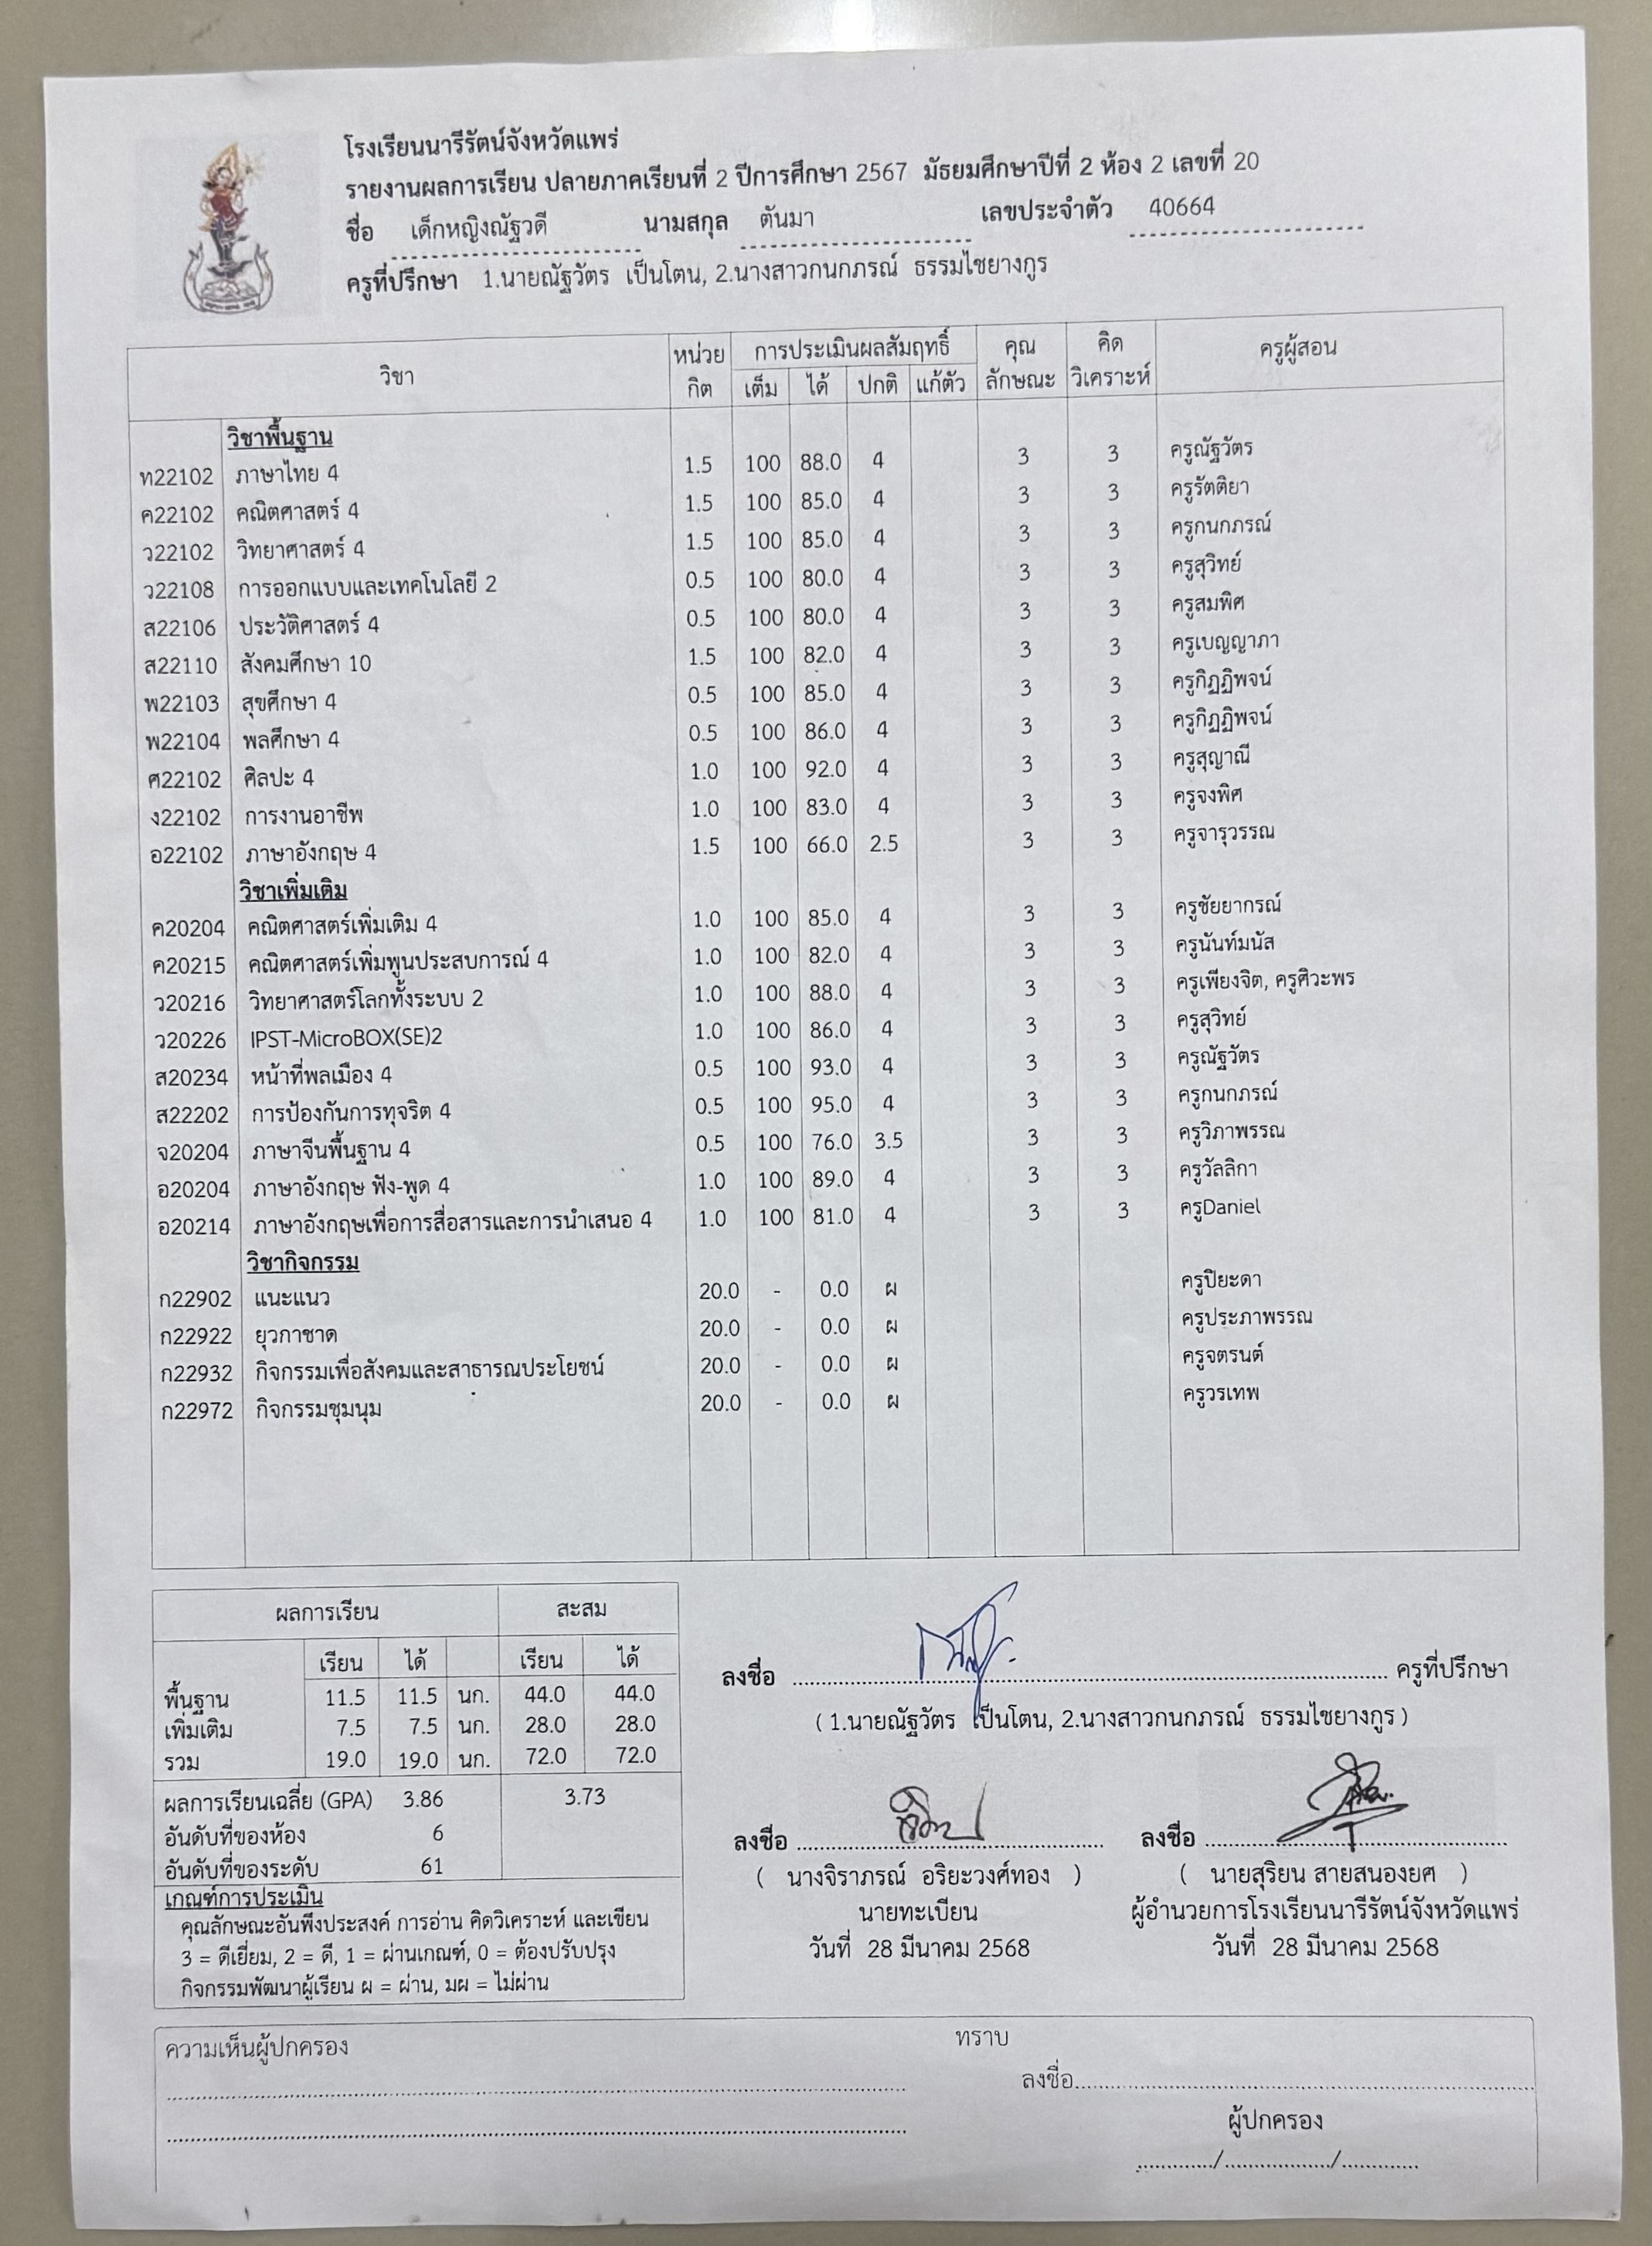 โรงเรียนนารีรัตน์จังหวัดแพร่
รายงานผลการเรียน ปลายภาคเรียนที่ 2 ปีการศึกษา 2567 มัธยมศึกษาปีที่ 2 ห้อง 2 เลขที่ 20
ชื่อ เด็กหญิงณัฐวดี นามสกุล ตันมา เลขประจำตัว 40664
ครูที่ปรึกษา 1.นายณัฐวัตร เป็นโตน, 2.นางสาวกนกภรณ์ ธรรมไชยางกูร
วิชา หน่วยกิต การประเมินผลสัมฤทธิ์ คุณลักษณะ คิดวิเคราะห์ ครูผู้สอน
เต็ม ได้ ปกติ แก้ตัว
วิชาพื้นฐาน
ท22102 ภาษาไทย 4 1.5 100 88.0 4 3 3 ครูณัฐวัตร
ค22102 คณิตศาสตร์ 4 1.5 100 85.0 4 3 3 ครูรัตติยา
ว22102 วิทยาศาสตร์ 4 1.5 100 85.0 4 3 3 ครูกนกภรณ์
ว22108 การออกแบบและเทคโนโลยี 2 0.5 100 80.0 4 3 3 ครูสุวิทย์
ส22106 ประวัติศาสตร์ 4 0.5 100 80.0 4 3 3 ครูสมพิศ
ส22110 สังคมศึกษา 10 1.5 100 82.0 4 3 3 ครูเบญญาภา
พ22103 สุขศึกษา 4 0.5 100 85.0 4 3 3 ครูกิฏฏิพจน์
พ22104 พลศึกษา 4 0.5 100 86.0 4 3 3 ครูกิฏฏิพจน์
ศ22102 ศิลปะ 4 1.0 100 92.0 4 3 3 ครูสุญาณี
ง22102 การงานอาชีพ 1.0 100 83.0 4 3 3 ครูจงพิศ
อ22102 ภาษาอังกฤษ 4 1.5 100 66.0 2.5 3 3 ครูจารุวรรณ
วิชาเพิ่มเติม
ค20204 คณิตศาสตร์เพิ่มเติม 4 1.0 100 85.0 4 3 3 ครูชัยยากรณ์
ค20215 คณิตศาสตร์เพิ่มพูนประสบการณ์ 4 1.0 100 82.0 4 3 3 ครูนันท์มนัส
ว20216 วิทยาศาสตร์โลกทั้งระบบ 2 1.0 100 88.0 4 3 3 ครูเพียงจิต, ครูศิวะพร
ว20226 IPST-MicroBOX(SE)2 1.0 100 86.0 4 3 3 ครูสุวิทย์
ส20234 หน้าที่พลเมือง 4 0.5 100 93.0 4 3 3 ครูณัฐวัตร
ส22202 การป้องกันการทุจริต 4 0.5 100 95.0 4 3 3 ครูกนกภรณ์
จ20204 ภาษาจีนพื้นฐาน 4 0.5 100 76.0 3.5 3 3 ครูวิภาพรรณ
อ20204 ภาษาอังกฤษ ฟัง-พูด 4 1.0 100 89.0 4 3 3 ครูวัลลิกา
อ20214 ภาษาอังกฤษเพื่อการสื่อสารและการนำเสนอ 4 1.0 100 81.0 4 3 3 ครูDaniel
วิชากิจกรรม
ก22902 แนะแนว 20.0 - 0.0 ผ ครูปิยะดา
ก22922 ยุวกาชาด 20.0 - 0.0 ผ ครูประภาพรรณ
ก22932 กิจกรรมเพื่อสังคมและสาธารณประโยชน์ 20.0 - 0.0 ผ ครูจตรนต์
ก22972 กิจกรรมชุมนุม 20.0 - 0.0 ผ ครูวรเทพ
ผลการเรียน สะสม
เรียน ได้ เรียน ได้
พื้นฐาน 11.5 11.5 นก. 44.0 44.0
เพิ่มเติม 7.5 7.5 นก. 28.0 28.0
รวม 19.0 19.0 นก. 72.0 72.0
ผลการเรียนเฉลี่ย (GPA) 3.86 3.73
อันดับที่ของห้อง 6
อันดับที่ของระดับ 61
เกณฑ์การประเมิน
คุณลักษณะอันพึงประสงค์ การอ่าน คิดวิเคราะห์ และเขียน
3 = ดีเยี่ยม, 2 = ดี, 1 = ผ่านเกณฑ์, 0 = ต้องปรับปรุง
กิจกรรมพัฒนาผู้เรียน ผ = ผ่าน, มผ = ไม่ผ่าน
ลงชื่อ ครูที่ปรึกษา
( 1.นายณัฐวัตร เป็นโตน, 2.นางสาวกนกภรณ์ ธรรมไชยางกูร )
ลงชื่อ ลงชื่อ
( นางจิราภรณ์ อริยะวงศ์ทอง ) ( นายสุริยน สายสนองยศ )
นายทะเบียน ผู้อำนวยการโรงเรียนนารีรัตน์จังหวัดแพร่
วันที่ 28 มีนาคม 2568 วันที่ 28 มีนาคม 2568
ความเห็นผู้ปกครอง ทราบ
ลงชื่อ
ผู้ปกครอง
/ /